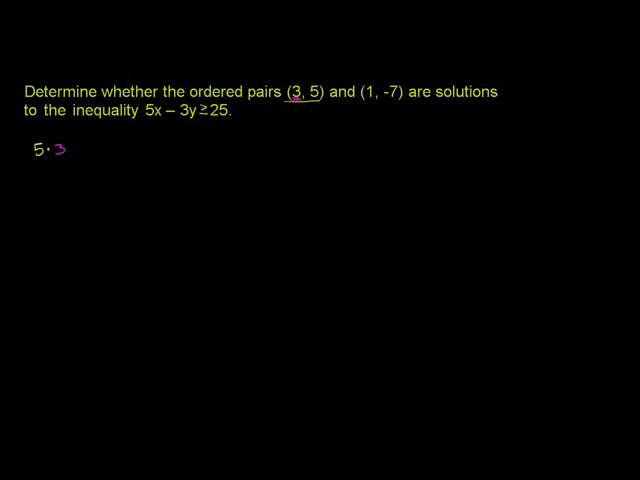 Determine whether the ordered pairs (3, 5) and (1, -7) are solutions
to the inequality 5x – 3y ≥ 25.
5 · 3